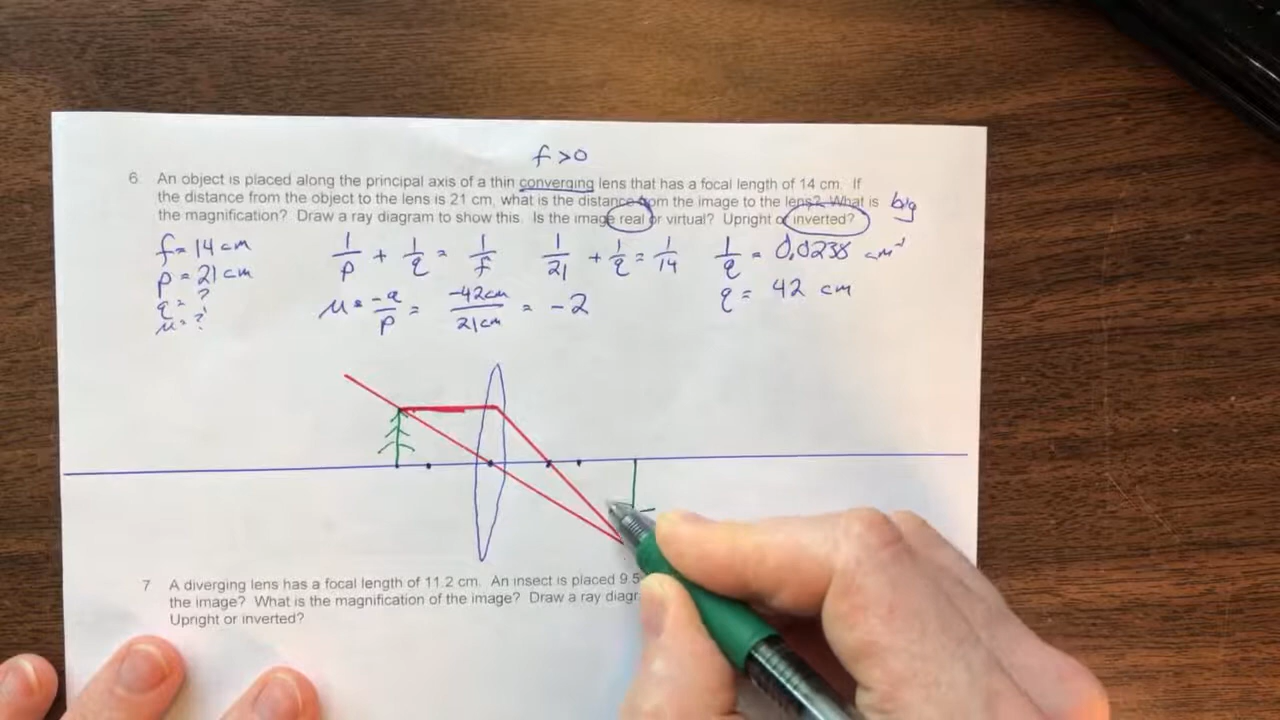 f >0
6. An object is placed along the principal axis of a thin converging lens that has a focal length of 14 cm. If
the distance from the object to the lens is 21 cm, what is the distance from the image to the lens? What is big
the magnification? Draw a ray diagram to show this. Is the image real or virtual? Upright or inverted?
f= 14 cm
p = 21 cm
q = ?
M= ?
1/p + 1/q = 1/f
1/21 + 1/q = 1/14
1/q = 0.0238 cm⁻¹
q = 42 cm
M = -q/p = -42cm/21cm = -2
7 A diverging lens has a focal length of 11.2 cm. An insect is placed 9.5
the image? What is the magnification of the image? Draw a ray diagr
Upright or inverted?